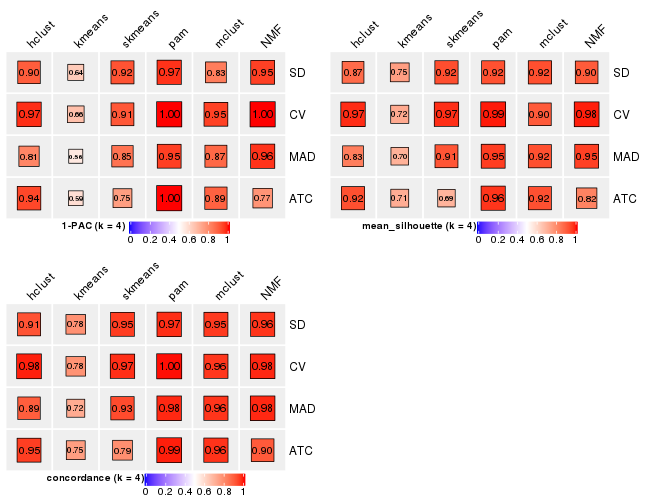 hclust kmeans skmeans pam mclust NMF
0.90 0.64 0.92 0.97 0.83 0.95 SD
0.97 0.66 0.91 1.00 0.95 1.00 CV
0.81 0.56 0.85 0.95 0.87 0.96 MAD
0.94 0.59 0.75 1.00 0.89 0.77 ATC
1-PAC (k = 4)
0 0.2 0.4 0.6 0.8 1
hclust kmeans skmeans pam mclust NMF
0.87 0.75 0.92 0.92 0.92 0.90 SD
0.97 0.72 0.97 0.99 0.90 0.98 CV
0.83 0.70 0.91 0.95 0.92 0.95 MAD
0.92 0.71 0.69 0.96 0.92 0.82 ATC
mean_silhouette (k = 4)
0 0.2 0.4 0.6 0.8 1
hclust kmeans skmeans pam mclust NMF
0.91 0.78 0.95 0.97 0.95 0.96 SD
0.98 0.78 0.97 1.00 0.96 0.98 CV
0.89 0.72 0.93 0.98 0.96 0.98 MAD
0.95 0.75 0.79 0.99 0.96 0.90 ATC
concordance (k = 4)
0 0.2 0.4 0.6 0.8 1